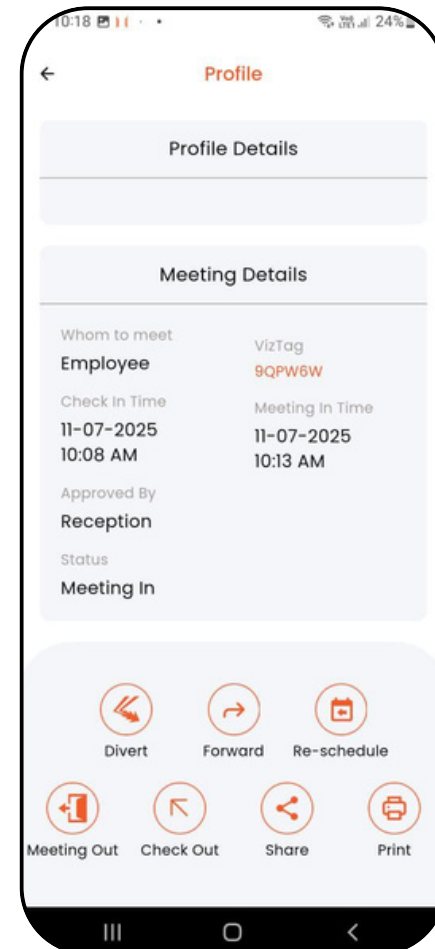 10:18
24%
Profile
Profile Details
Meeting Details
Whom to meet
Employee
VizTag
9QPW6W
Check In Time
11-07-2025
10:08 AM
Meeting In Time
11-07-2025
10:13 AM
Approved By
Reception
Status
Meeting In
Divert
Forward
Re-schedule
Meeting Out
Check Out
Share
Print